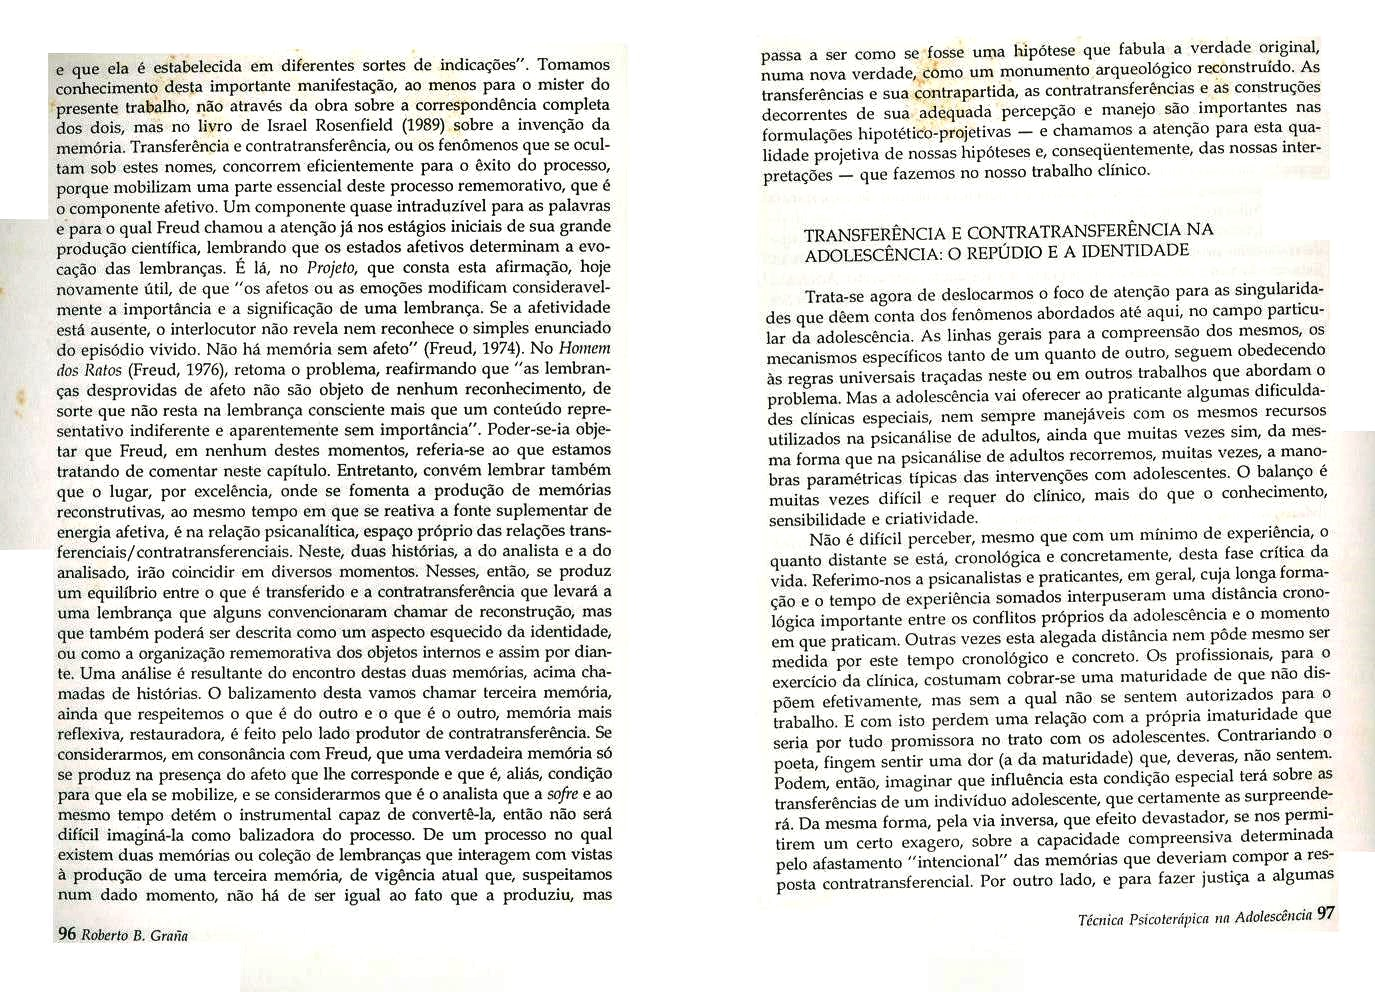 e que ela é estabelecida em diferentes sortes de indicações". Tomamos
conhecimento desta importante manifestação, ao menos para o mister do
presente trabalho, não através da obra sobre a correspondência completa
dos dois, mas no livro de Israel Rosenfield (1989) sobre a invenção da
memória. Transferência e contratransferência, ou os fenômenos que se ocul-
tam sob estes nomes, concorrem eficientemente para o êxito do processo,
porque mobilizam uma parte essencial deste processo rememorativo, que é
o componente afetivo. Um componente quase intraduzível para as palavras
e para o qual Freud chamou a atenção já nos estágios iniciais de sua grande
produção científica, lembrando que os estados afetivos determinam a evo-
cação das lembranças. É lá, no Projeto, que consta esta afirmação, hoje
novamente útil, de que "os afetos ou as emoções modificam consideravel-
mente a importância e a significação de uma lembrança. Se a afetividade
está ausente, o interlocutor não revela nem reconhece o simples enunciado
do episódio vivido. Não há memória sem afeto" (Freud, 1974). No Homem
dos Ratos (Freud, 1976), retoma o problema, reafirmando que "as lembran-
ças desprovidas de afeto não são objeto de nenhum reconhecimento, de
sorte que não resta na lembrança consciente mais que um conteúdo repre-
sentativo indiferente e aparentemente sem importância". Poder-se-ia obje-
tar que Freud, em nenhum destes momentos, referia-se ao que estamos
tratando de comentar neste capítulo. Entretanto, convém lembrar também
que o lugar, por excelência, onde se fomenta a produção de memórias
reconstrutivas, ao mesmo tempo em que se reativa a fonte suplementar de
energia afetiva, é na relação psicanalítica, espaço próprio das relações trans-
ferenciais/contratransferenciais. Neste, duas histórias, a do analista e a do
analisado, irão coincidir em diversos momentos. Nesses, então, se produz
um equilíbrio entre o que é transferido e a contratransferência que levará a
uma lembrança que alguns convencionaram chamar de reconstrução, mas
que também poderá ser descrita como um aspecto esquecido da identidade,
ou como a organização rememorativa dos objetos internos e assim por dian-
te. Uma análise é resultante do encontro destas duas memórias, acima cha-
madas de histórias. O balizamento desta vamos chamar terceira memória,
ainda que respeitemos o que é do outro e o que é o outro, memória mais
reflexiva, restauradora, é feito pelo lado produtor de contratransferência. Se
considerarmos, em consonância com Freud, que uma verdadeira memória só
se produz na presença do afeto que lhe corresponde e que é, aliás, condição
para que ela se mobilize, e se considerarmos que é o analista que a sofre e ao
mesmo tempo detém o instrumental capaz de convertê-la, então não será
difícil imaginá-la como balizadora do processo. De um processo no qual
existem duas memórias ou coleção de lembranças que interagem com vistas
à produção de uma terceira memória, de vigência atual que, suspeitamos
num dado momento, não há de ser igual ao fato que a produziu, mas
96 Roberto B. Graña
passa a ser como se fosse uma hipótese que fabula a verdade original,
numa nova verdade, como um monumento arqueológico reconstruído. As
transferências e sua contrapartida, as contratransferências e as construções
decorrentes de sua adequada percepção e manejo são importantes nas
formulações hipotético-projetivas — e chamamos a atenção para esta qua-
lidade projetiva de nossas hipóteses e, conseqüentemente, das nossas inter-
pretações — que fazemos no nosso trabalho clínico.
TRANSFERÊNCIA E CONTRATRANSFERÊNCIA NA
ADOLESCÊNCIA: O REPÚDIO E A IDENTIDADE
Trata-se agora de deslocarmos o foco de atenção para as singularida-
des que dêem conta dos fenômenos abordados até aqui, no campo particu-
lar da adolescência. As linhas gerais para a compreensão dos mesmos, os
mecanismos específicos tanto de um quanto de outro, seguem obedecendo
às regras universais traçadas neste ou em outros trabalhos que abordam o
problema. Mas a adolescência vai oferecer ao praticante algumas dificulda-
des clínicas especiais, nem sempre manejáveis com os mesmos recursos
utilizados na psicanálise de adultos, ainda que muitas vezes sim, da mes-
ma forma que na psicanálise de adultos recorremos, muitas vezes, a mano-
bras paramétricas típicas das intervenções com adolescentes. O balanço é
muitas vezes difícil e requer do clínico, mais do que o conhecimento,
sensibilidade e criatividade.
Não é difícil perceber, mesmo que com um mínimo de experiência, o
quanto distante se está, cronológica e concretamente, desta fase crítica da
vida. Referimo-nos a psicanalistas e praticantes, em geral, cuja longa forma-
ção e o tempo de experiência somados interpuseram uma distância crono-
lógica importante entre os conflitos próprios da adolescência e o momento
em que praticam. Outras vezes esta alegada distância nem pôde mesmo ser
medida por este tempo cronológico e concreto. Os profissionais, para o
exercício da clínica, costumam cobrar-se uma maturidade de que não dis-
põem efetivamente, mas sem a qual não se sentem autorizados para o
trabalho. E com isto perdem uma relação com a própria imaturidade que
seria por tudo promissora no trato com os adolescentes. Contrariando o
poeta, fingem sentir uma dor (a da maturidade) que, deveras, não sentem.
Podem, então, imaginar que influência esta condição especial terá sobre as
transferências de um indivíduo adolescente, que certamente as surpreende-
rá. Da mesma forma, pela via inversa, que efeito devastador, se nos permi-
tirem um certo exagero, sobre a capacidade compreensiva determinada
pelo afastamento "intencional" das memórias que deveriam compor a res-
posta contratransferencial. Por outro lado, e para fazer justiça a algumas
Técnica Psicoterápica na Adolescência 97